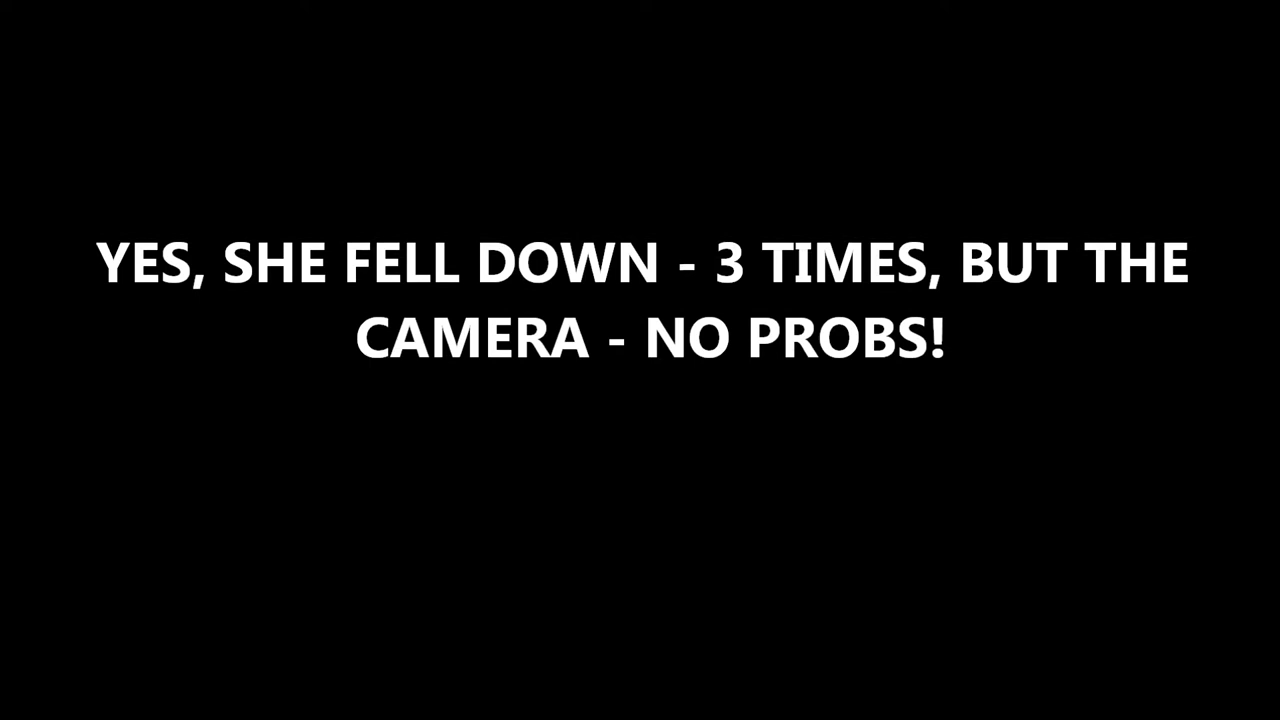 YES, SHE FELL DOWN - 3 TIMES, BUT THE
CAMERA - NO PROBS!